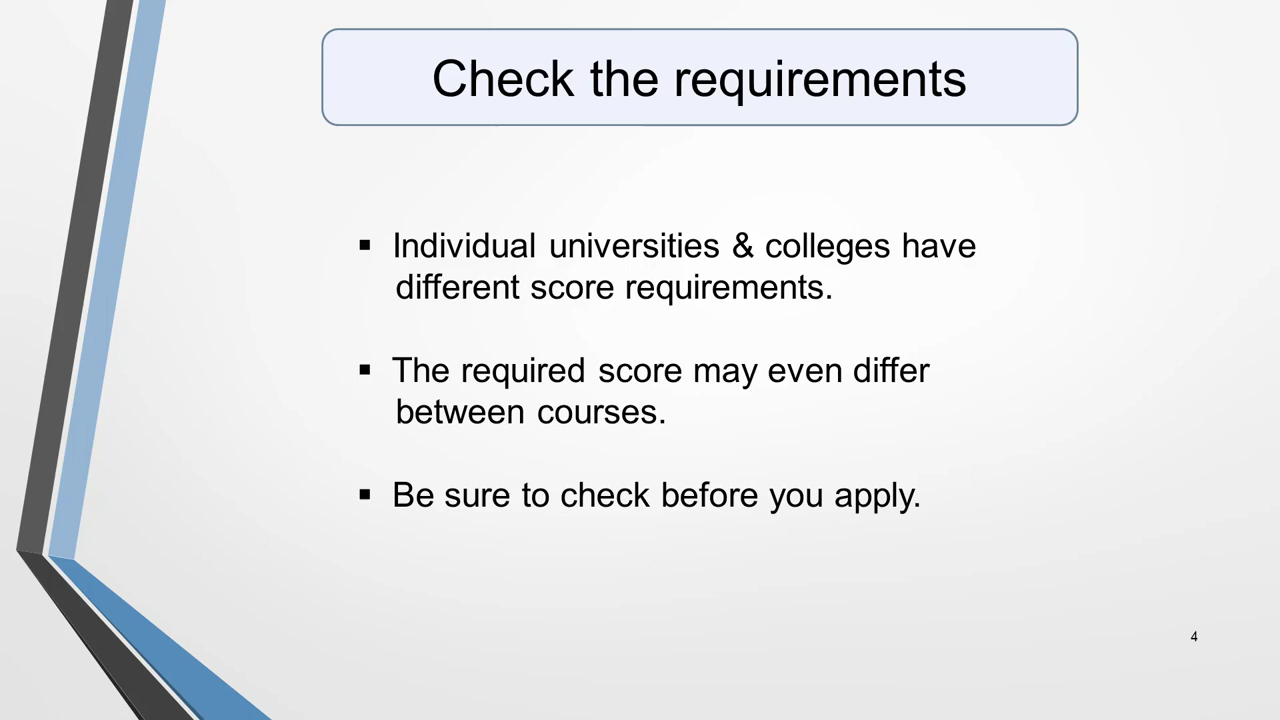 Check the requirements
▪ Individual universities & colleges have
different score requirements.
▪ The required score may even differ
between courses.
▪ Be sure to check before you apply.
4